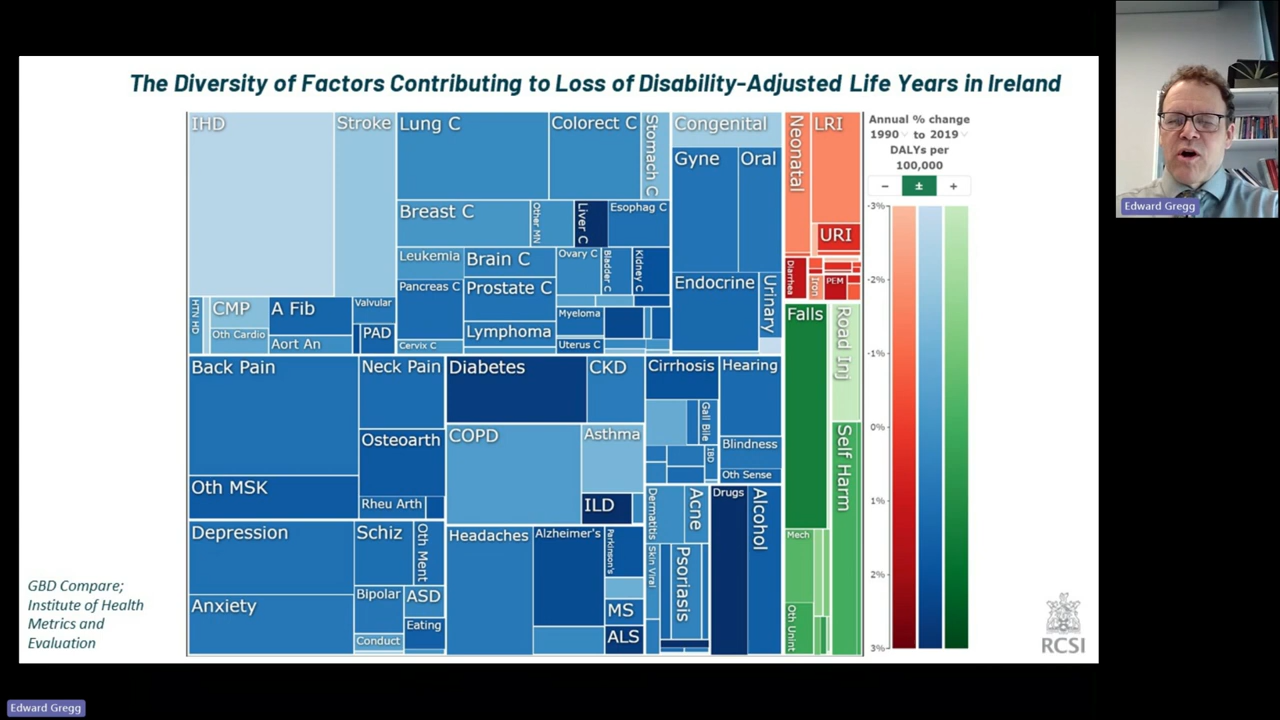 The Diversity of Factors Contributing to Loss of Disability-Adjusted Life Years in Ireland
IHD
Stroke
Lung C
Colorect C
Stomach C
Congenital
Neonatal
LRI
Gyne
Oral
Breast C
Other MN
Liver C
Esophag C
URI
Leukemia
Brain C
Ovary C
Bladder C
Kidney C
Diarrhea
Iron
PEM
Pancreas C
Prostate C
Endocrine
Urinary
HTN HD
CMP
A Fib
Valvular
Oth Cardio
Aort An
PAD
Lymphoma
Myeloma
Cervix C
Uterus C
Falls
Road Inj
Back Pain
Neck Pain
Diabetes
CKD
Cirrhosis
Hearing
Osteoarth
COPD
Asthma
Gall Bile
IBD
Blindness
Oth Sense
Self Harm
Oth MSK
Rheu Arth
ILD
Dermatitis
Acne
Drugs
Alcohol
Depression
Schiz
Oth Ment
Headaches
Alzheimer's
Parkinson's
Skin Viral
Psoriasis
Mech
Anxiety
Bipolar
ASD
Conduct
Eating
MS
ALS
Oth Unint
Annual % change
1990 to 2019
DALYs per
100,000
− ± +
-3%
-2%
-1%
0%
1%
2%
3%
GBD Compare;
Institute of Health
Metrics and
Evaluation
RCSI
Edward Gregg
Edward Gregg